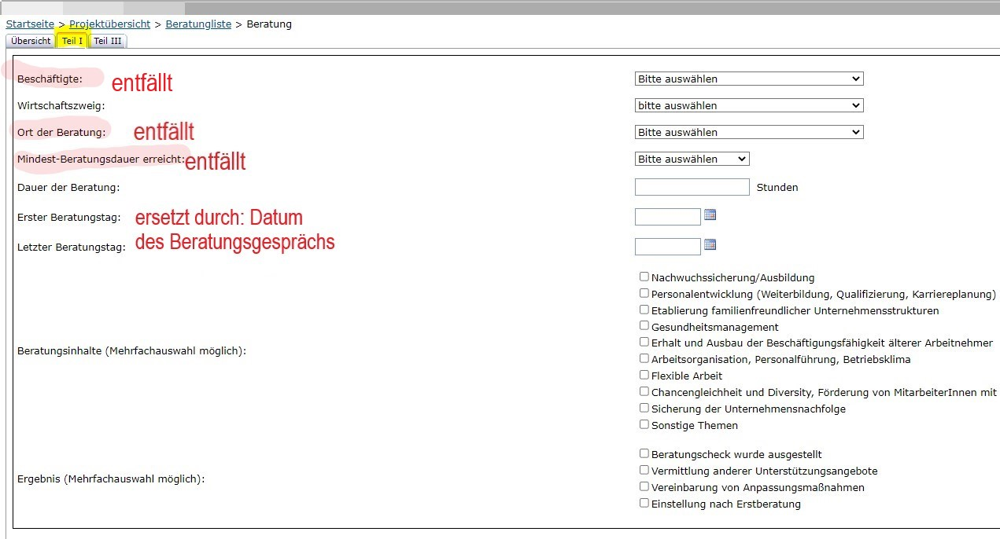 Startseite > Projektübersicht > Beratungliste > Beratung
Übersicht Teil I Teil III
Beschäftigte: entfällt Bitte auswählen
Wirtschaftszweig: bitte auswählen
Ort der Beratung: entfällt Bitte auswählen
Mindest-Beratungsdauer erreicht: entfällt Bitte auswählen
Dauer der Beratung: Stunden
Erster Beratungstag: ersetzt durch: Datum
Letzter Beratungstag: des Beratungsgesprächs
Beratungsinhalte (Mehrfachauswahl möglich):
Nachwuchssicherung/Ausbildung
Personalentwicklung (Weiterbildung, Qualifizierung, Karriereplanung)
Etablierung familienfreundlicher Unternehmensstrukturen
Gesundheitsmanagement
Erhalt und Ausbau der Beschäftigungsfähigkeit älterer Arbeitnehmer
Arbeitsorganisation, Personalführung, Betriebsklima
Flexible Arbeit
Chancengleichheit und Diversity, Förderung von MitarbeiterInnen mit
Sicherung der Unternehmensnachfolge
Sonstige Themen
Ergebnis (Mehrfachauswahl möglich):
Beratungscheck wurde ausgestellt
Vermittlung anderer Unterstützungsangebote
Vereinbarung von Anpassungsmaßnahmen
Einstellung nach Erstberatung